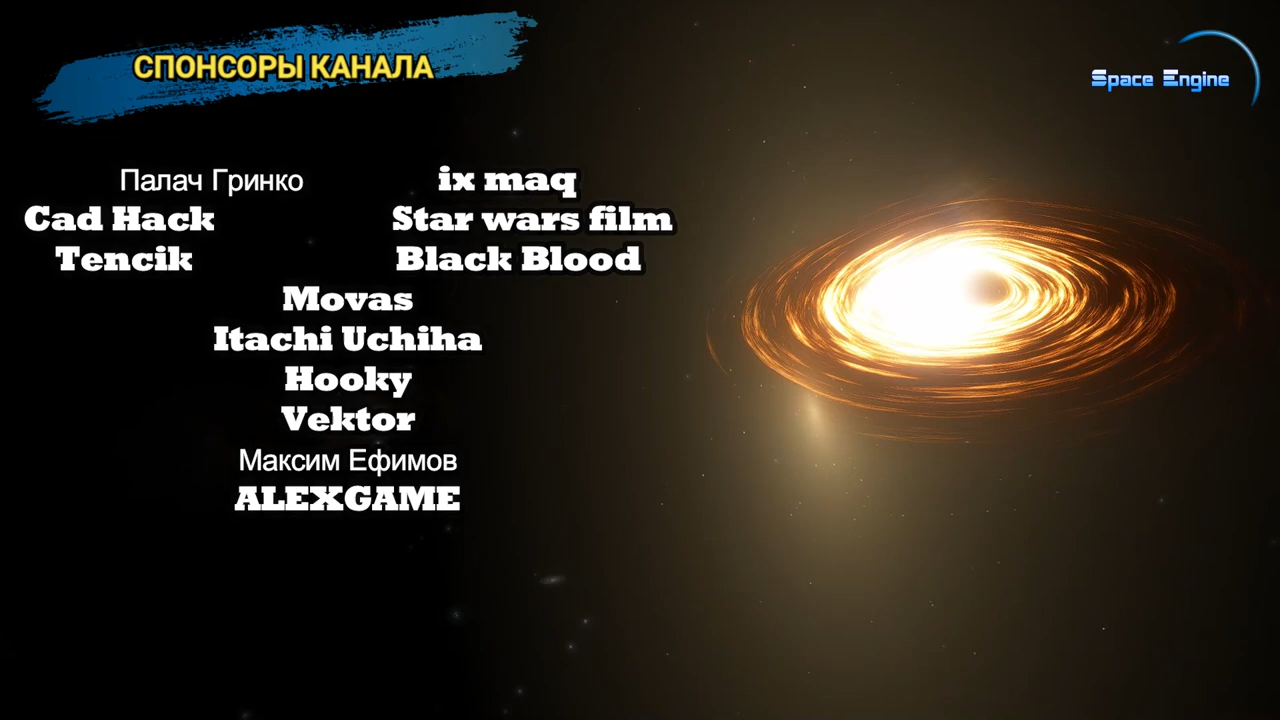 СПОНСОРЫ КАНАЛА
Space Engine
Палач Гринко ix maq
Cad Hack Star wars film
Tencik Black Blood
Movas
Itachi Uchiha
Hooky
Vektor
Максим Ефимов
ALEXGAME